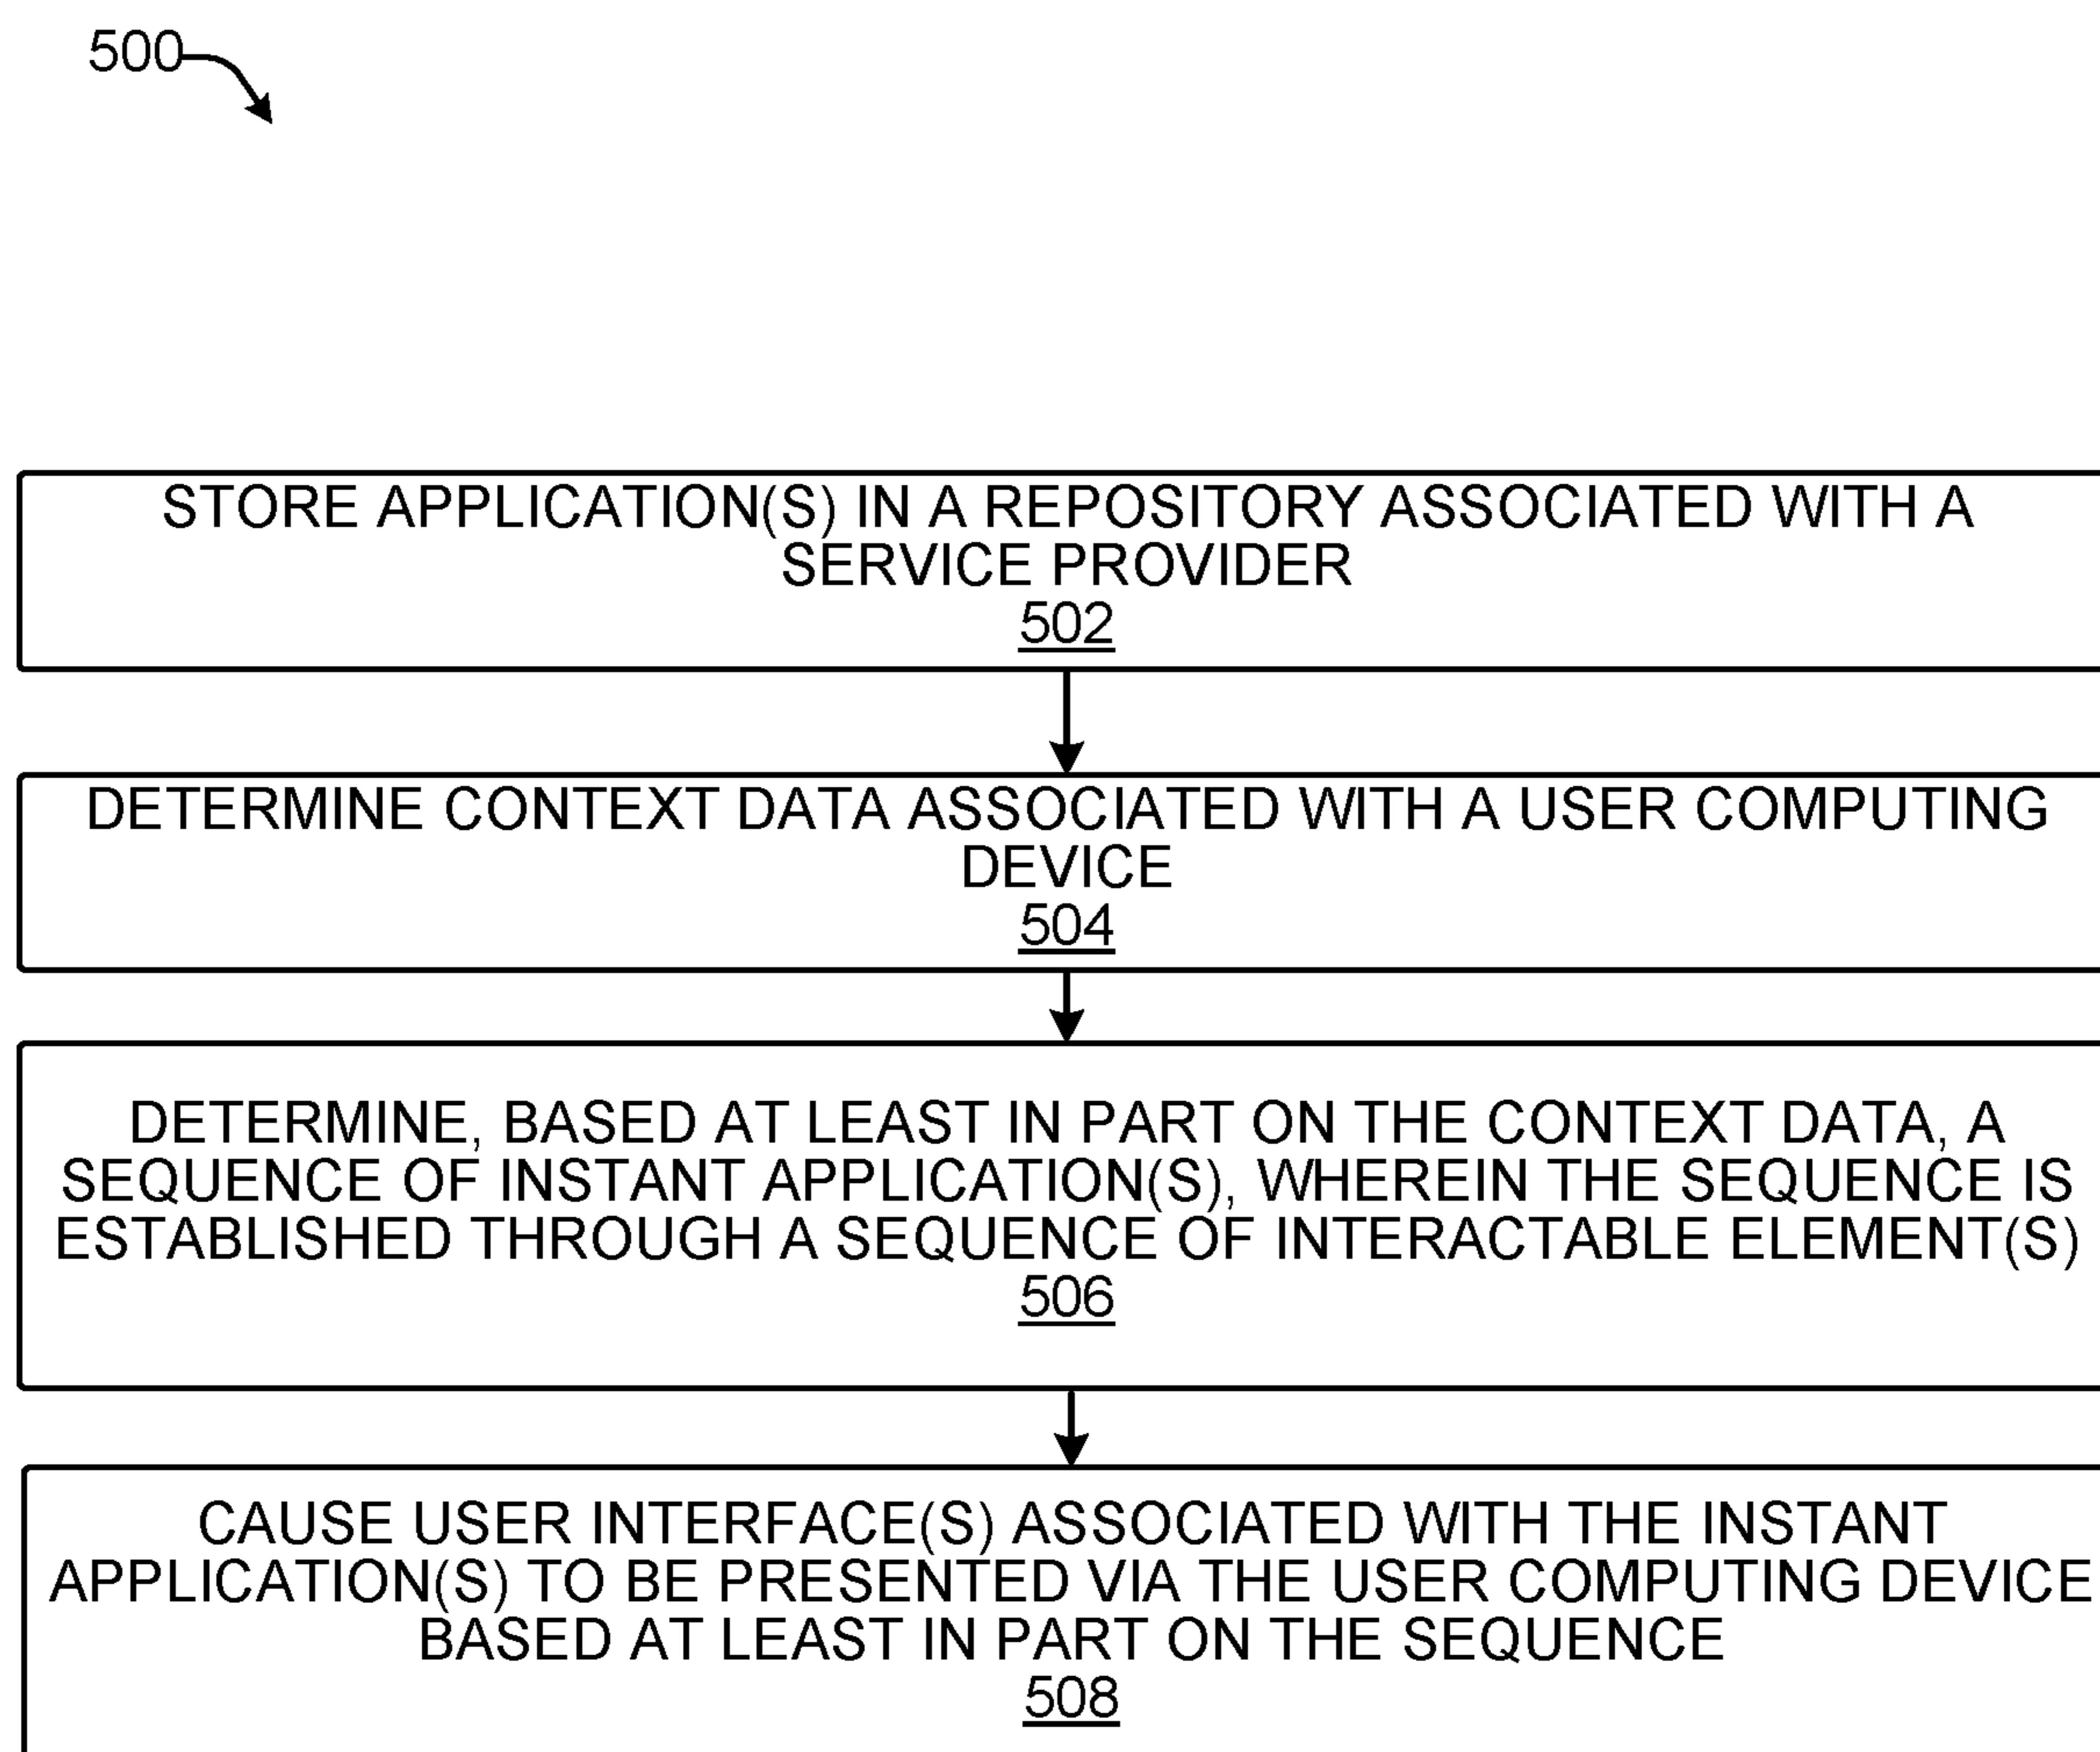 500
STORE APPLICATION(S) IN A REPOSITORY ASSOCIATED WITH A
SERVICE PROVIDER
502
DETERMINE CONTEXT DATA ASSOCIATED WITH A USER COMPUTING
DEVICE
504
DETERMINE, BASED AT LEAST IN PART ON THE CONTEXT DATA, A
SEQUENCE OF INSTANT APPLICATION(S), WHEREIN THE SEQUENCE IS
ESTABLISHED THROUGH A SEQUENCE OF INTERACTABLE ELEMENT(S)
506
CAUSE USER INTERFACE(S) ASSOCIATED WITH THE INSTANT
APPLICATION(S) TO BE PRESENTED VIA THE USER COMPUTING DEVICE
BASED AT LEAST IN PART ON THE SEQUENCE
508